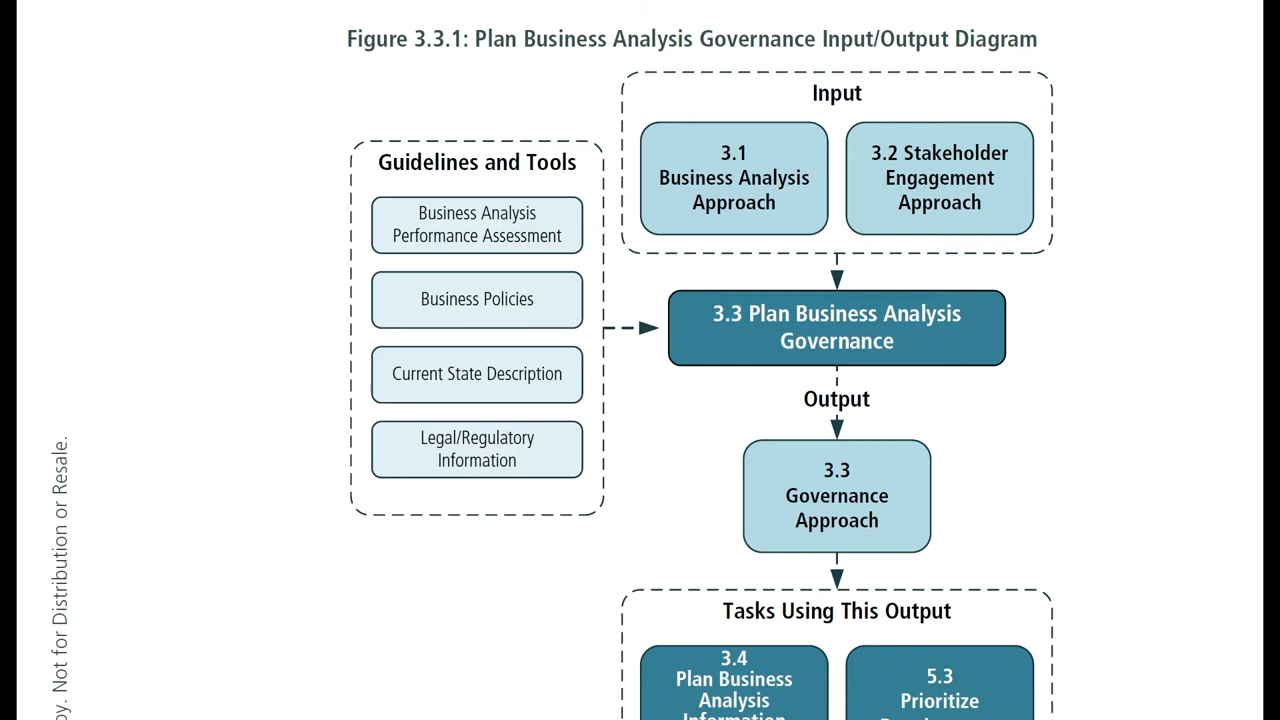 Figure 3.3.1: Plan Business Analysis Governance Input/Output Diagram
Input
3.1
Business Analysis
Approach
3.2 Stakeholder
Engagement
Approach
Guidelines and Tools
Business Analysis
Performance Assessment
Business Policies
Current State Description
Legal/Regulatory
Information
3.3 Plan Business Analysis
Governance
Output
3.3
Governance
Approach
Tasks Using This Output
3.4
Plan Business
Analysis
Information
5.3
Prioritize
Not for Distribution or Resale.